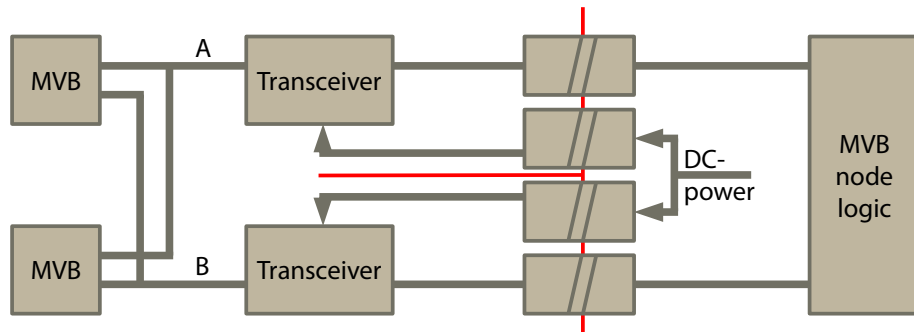 A
MVB
Transceiver
DC-
power
MVB
node
logic
MVB
B
Transceiver